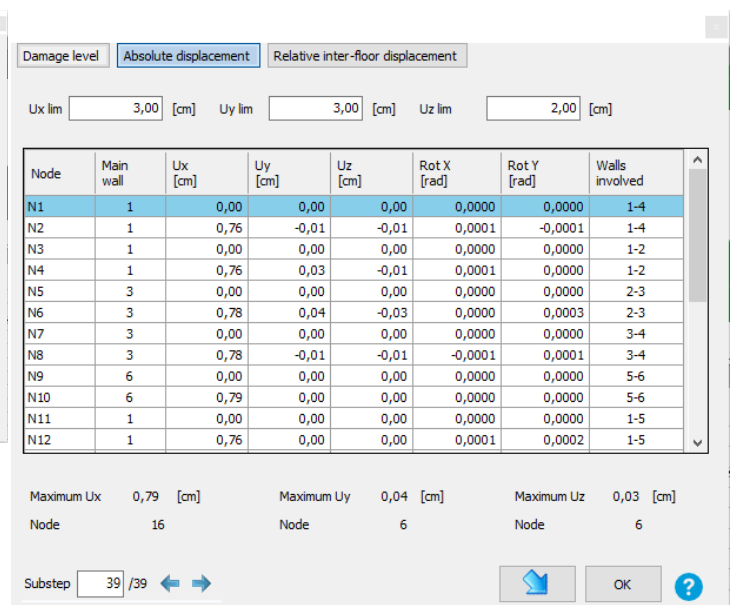 Damage level Absolute displacement Relative inter-floor displacement
Ux lim 3,00 [cm] Uy lim 3,00 [cm] Uz lim 2,00 [cm]
Node Main wall Ux [cm] Uy [cm] Uz [cm] Rot X [rad] Rot Y [rad] Walls involved
N1 1 0,00 0,00 0,00 0,0000 0,0000 1-4
N2 1 0,76 -0,01 -0,01 0,0001 -0,0001 1-4
N3 1 0,00 0,00 0,00 0,0000 0,0000 1-2
N4 1 0,76 0,03 -0,01 0,0001 0,0000 1-2
N5 3 0,00 0,00 0,00 0,0000 0,0000 2-3
N6 3 0,78 0,04 -0,03 0,0000 0,0003 2-3
N7 3 0,00 0,00 0,00 0,0000 0,0000 3-4
N8 3 0,78 -0,01 -0,01 -0,0001 0,0001 3-4
N9 6 0,00 0,00 0,00 0,0000 0,0000 5-6
N10 6 0,79 0,00 0,00 0,0000 0,0000 5-6
N11 1 0,00 0,00 0,00 0,0000 0,0000 1-5
N12 1 0,76 0,00 0,00 0,0001 0,0002 1-5
Maximum Ux 0,79 [cm] Maximum Uy 0,04 [cm] Maximum Uz 0,03 [cm]
Node 16 Node 6 Node 6
Substep 39 /39 OK ?